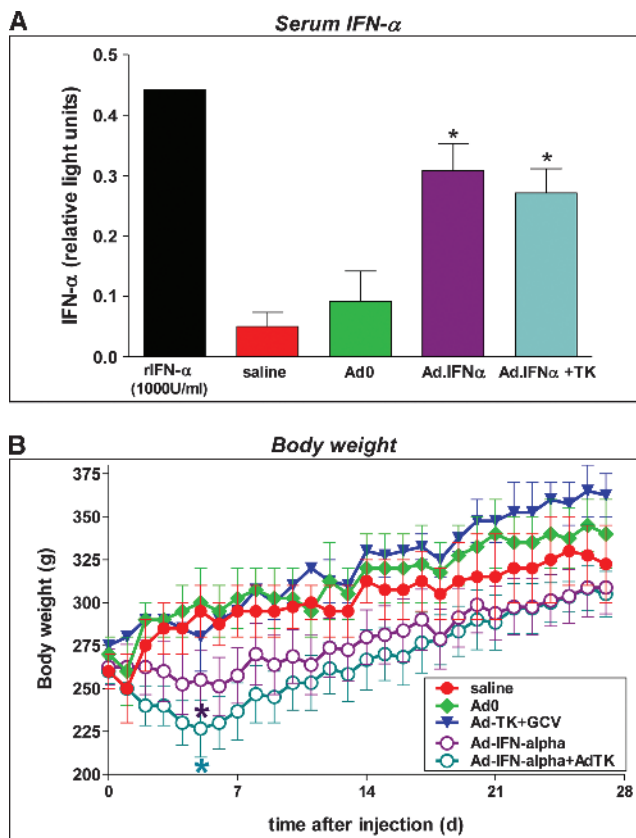 A
Serum IFN-α
IFN-α (relative light units)
0.5
0.4
0.3
0.2
0.1
0.0
*
*
rIFN-α
(1000U/ml)
saline
Ad0
Ad.IFNα
Ad.IFNα +TK
B
Body weight
Body weight (g)
375
350
325
300
275
250
225
200
*
*
saline
Ad0
Ad-TK+GCV
Ad-IFN-alpha
Ad-IFN-alpha+AdTK
0
7
14
21
28
time after injection (d)